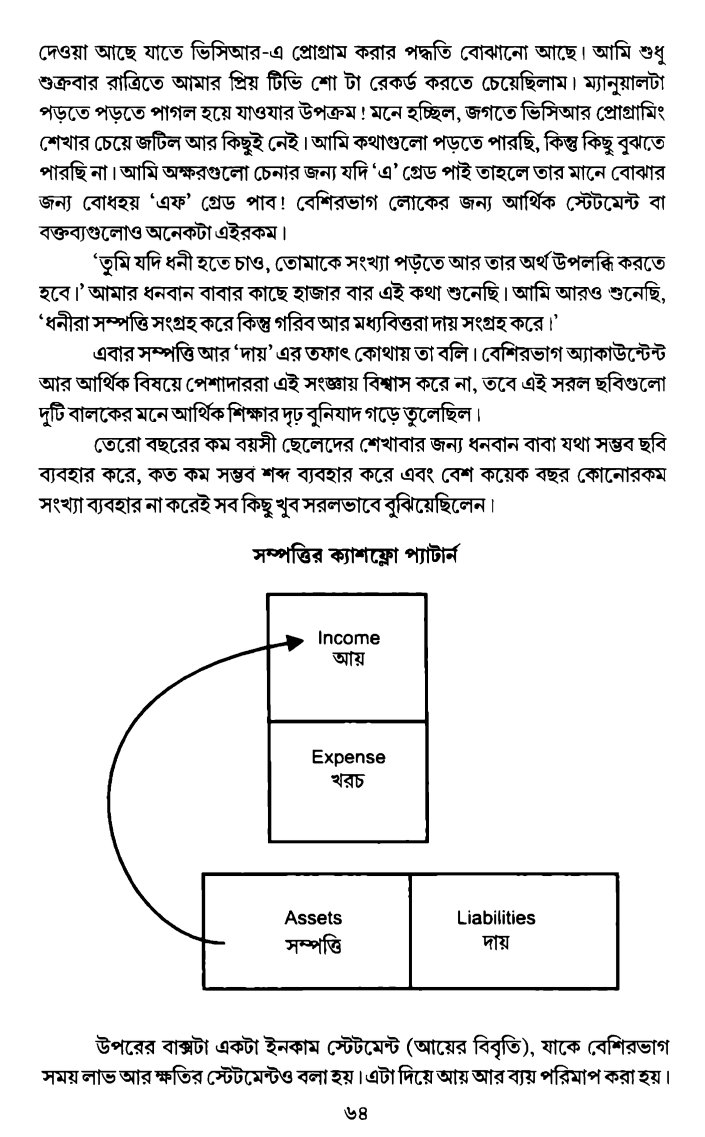 দেওয়া আছে যাতে ভিসিআর-এ প্রোগ্রাম করার পদ্ধতি বোঝানো আছে। আমি শুধু
শুক্রবার রাত্রিতে আমার প্রিয় টিভি শো টা রেকর্ড করতে চেয়েছিলাম। ম্যানুয়ালটা
পড়তে পড়তে পাগল হয়ে যাওযার উপক্রম! মনে হচ্ছিল, জগতে ভিসিআর প্রোগ্রামিং
শেখার চেয়ে জটিল আর কিছুই নেই। আমি কথাগুলো পড়তে পারছি, কিন্তু কিছু বুঝতে
পারছি না। আমি অক্ষরগুলো চেনার জন্য যদি ‘এ’ গ্রেড পাই তাহলে তার মানে বোঝার
জন্য বোধহয় ‘এফ’ গ্রেড পাব! বেশিরভাগ লোকের জন্য আর্থিক স্টেটমেন্ট বা
বক্তব্যগুলোও অনেকটা এইরকম।
‘তুমি যদি ধনী হতে চাও, তোমাকে সংখ্যা পড়তে আর তার অর্থ উপলব্ধি করতে
হবে।’ আমার ধনবান বাবার কাছে হাজার বার এই কথা শুনেছি। আমি আরও শুনেছি,
‘ধনীরা সম্পত্তি সংগ্রহ করে কিন্তু গরিব আর মধ্যবিত্তরা দায় সংগ্রহ করে।’
এবার সম্পত্তি আর ‘দায়’ এর তফাৎ কোথায় তা বলি। বেশিরভাগ অ্যাকাউন্টেন্ট
আর আর্থিক বিষয়ে পেশাদাররা এই সংজ্ঞায় বিশ্বাস করে না, তবে এই সরল ছবিগুলো
দুটি বালকের মনে আর্থিক শিক্ষার দৃঢ় বুনিযাদ গড়ে তুলেছিল।
তেরো বছরের কম বয়সী ছেলেদের শেখাবার জন্য ধনবান বাবা যথা সম্ভব ছবি
ব্যবহার করে, কত কম সম্ভব শব্দ ব্যবহার করে এবং বেশ কয়েক বছর কোনোরকম
সংখ্যা ব্যবহার না করেই সব কিছু খুব সরলভাবে বুঝিয়েছিলেন।
সম্পত্তির ক্যাশফ্লো প্যাটার্ন
Income
আয়
Expense
খরচ
Assets
সম্পত্তি
Liabilities
দায়
উপরের বাক্সটা একটা ইনকাম স্টেটমেন্ট (আয়ের বিবৃতি), যাকে বেশিরভাগ
সময় লাভ আর ক্ষতির স্টেটমেন্টও বলা হয়। এটা দিয়ে আয় আর ব্যয় পরিমাপ করা হয়।
৬৪